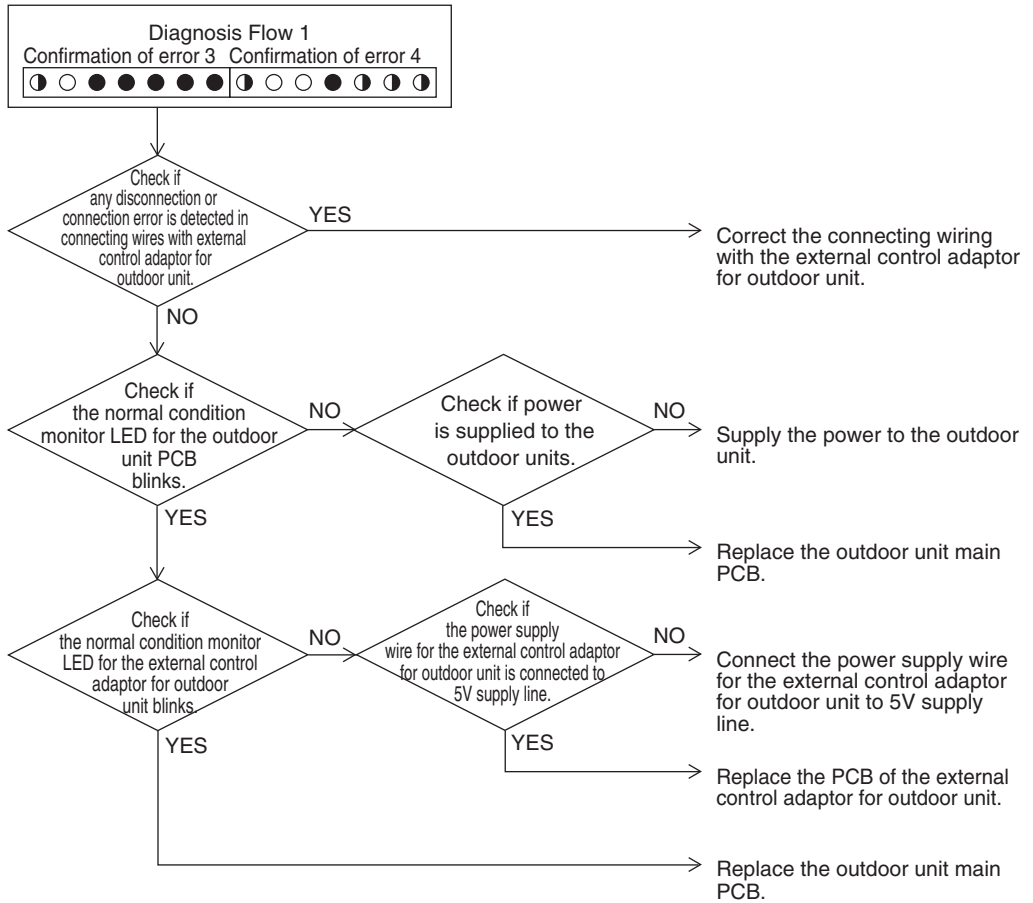 Diagnosis Flow 1
Confirmation of error 3 Confirmation of error 4
Check if
any disconnection or
connection error is detected in
connecting wires with external
control adaptor for
outdoor unit.
YES
Correct the connecting wiring
with the external control adaptor
for outdoor unit.
NO
Check if
the normal condition
monitor LED for the outdoor
unit PCB
blinks.
NO
Check if power
is supplied to the
outdoor units.
NO
Supply the power to the outdoor
unit.
YES
YES
Replace the outdoor unit main
PCB.
Check if
the normal condition monitor
LED for the external control
adaptor for outdoor
unit blinks.
NO
Check if
the power supply
wire for the external control adaptor
for outdoor unit is connected to
5V supply line.
NO
Connect the power supply wire
for the external control adaptor
for outdoor unit to 5V supply
line.
YES
YES
Replace the PCB of the external
control adaptor for outdoor unit.
Replace the outdoor unit main
PCB.